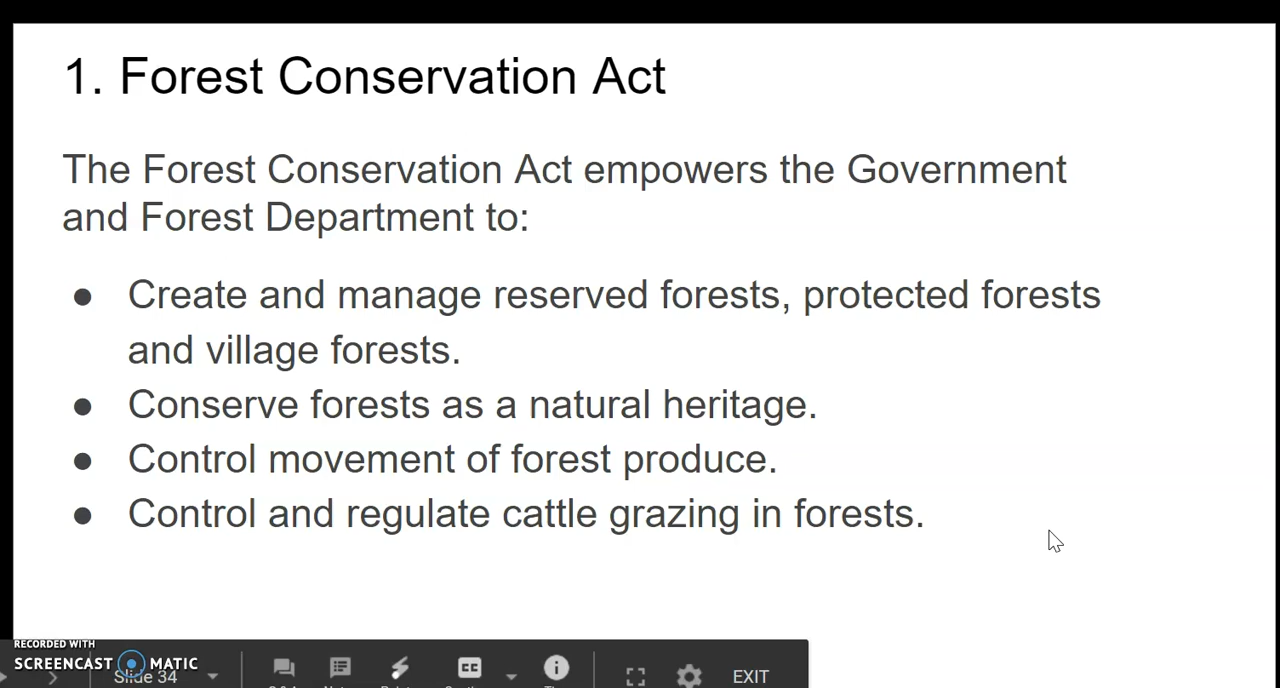 1. Forest Conservation Act
The Forest Conservation Act empowers the Government
and Forest Department to:
● Create and manage reserved forests, protected forests
and village forests.
● Conserve forests as a natural heritage.
● Control movement of forest produce.
● Control and regulate cattle grazing in forests.
RECORDED WITH
SCREENCAST MATIC
Slide 34
CC
EXIT